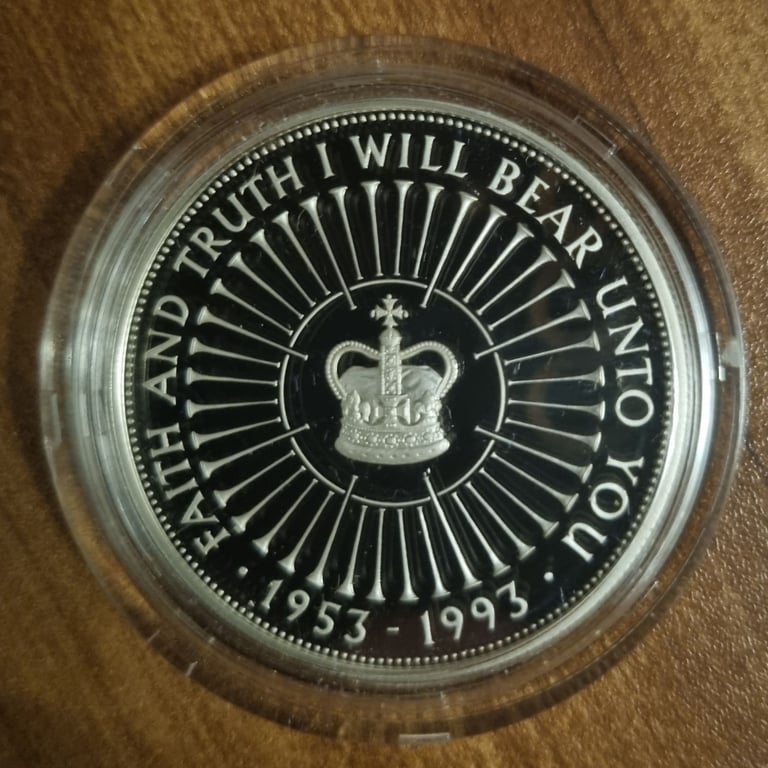 FAITH AND TRUTH I WILL BEAR UNTO YOU
· 1953 - 1993 ·